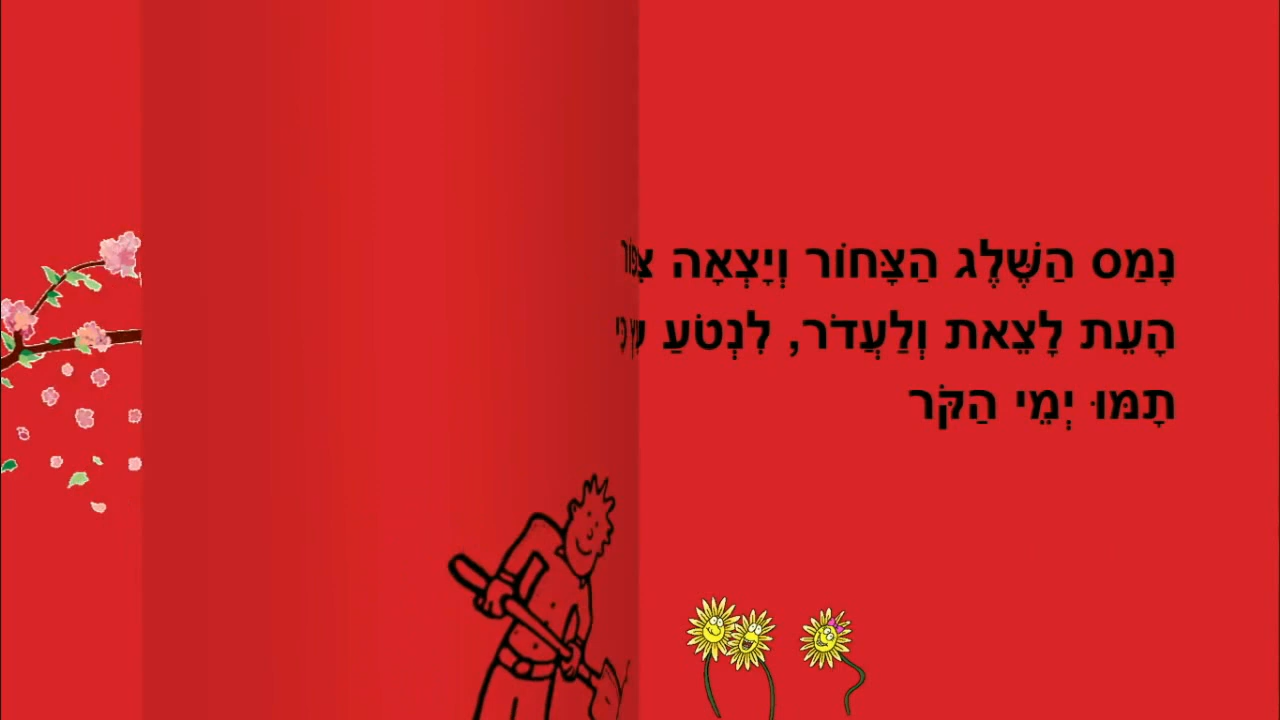 נָמַס הַשֶּׁלֶג הַצָּחוֹר וְיָצְאָה
הָעֵת לָצֵאת וְלַעֲדֹר, לִנְטֹעַ
תָמּוּ יְמֵי הַקֹּר